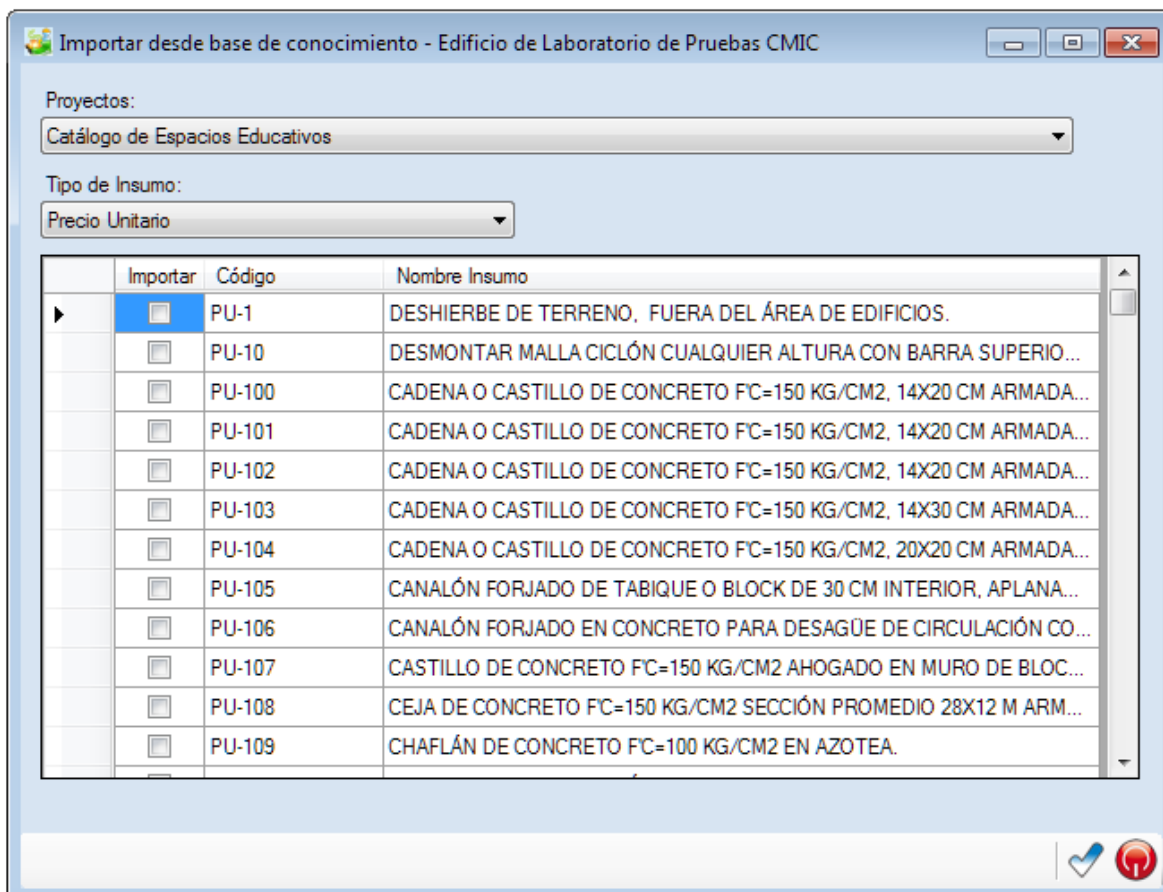 Importar desde base de conocimiento - Edificio de Laboratorio de Pruebas CMIC
Proyectos:
Catálogo de Espacios Educativos
Tipo de Insumo:
Precio Unitario
Importar Código Nombre Insumo
PU-1 DESHIERBE DE TERRENO, FUERA DEL ÁREA DE EDIFICIOS.
PU-10 DESMONTAR MALLA CICLÓN CUALQUIER ALTURA CON BARRA SUPERIO...
PU-100 CADENA O CASTILLO DE CONCRETO F'C=150 KG/CM2, 14X20 CM ARMADA...
PU-101 CADENA O CASTILLO DE CONCRETO F'C=150 KG/CM2, 14X20 CM ARMADA...
PU-102 CADENA O CASTILLO DE CONCRETO F'C=150 KG/CM2, 14X20 CM ARMADA...
PU-103 CADENA O CASTILLO DE CONCRETO F'C=150 KG/CM2, 14X30 CM ARMADA...
PU-104 CADENA O CASTILLO DE CONCRETO F'C=150 KG/CM2, 20X20 CM ARMADA...
PU-105 CANALÓN FORJADO DE TABIQUE O BLOCK DE 30 CM INTERIOR, APLANA...
PU-106 CANALÓN FORJADO EN CONCRETO PARA DESAGÜE DE CIRCULACIÓN CO...
PU-107 CASTILLO DE CONCRETO F'C=150 KG/CM2 AHOGADO EN MURO DE BLOC...
PU-108 CEJA DE CONCRETO F'C=150 KG/CM2 SECCIÓN PROMEDIO 28X12 M ARM...
PU-109 CHAFLÁN DE CONCRETO F'C=100 KG/CM2 EN AZOTEA.